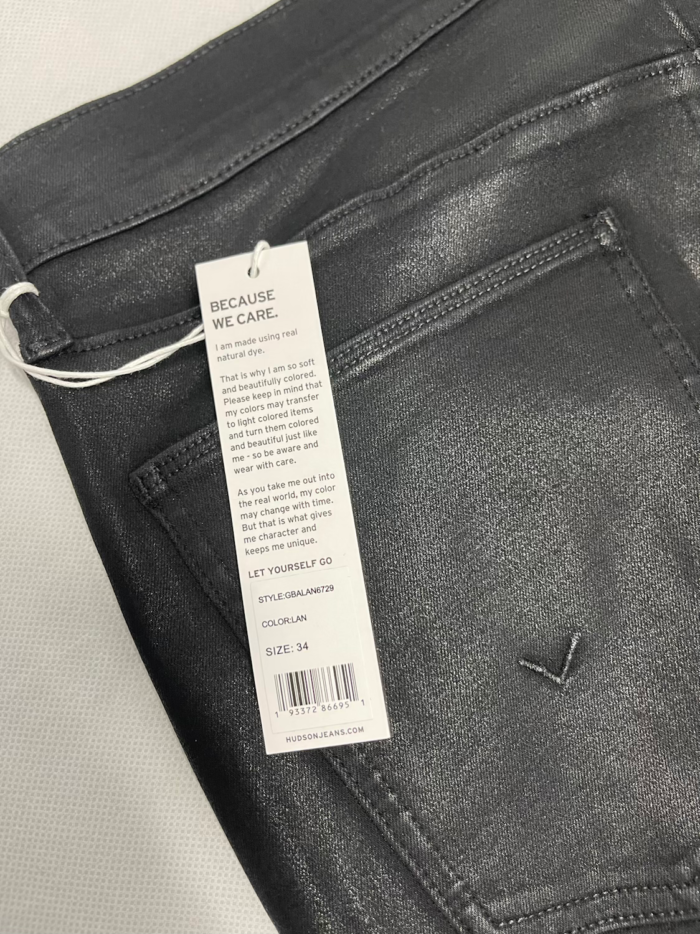 BECAUSE
WE CARE.
I am made using real
natural dye.
That is why I am so soft
and beautifully colored.
Please keep in mind that
my colors may transfer
to light colored items
and turn them colored
and beautiful just like
me - so be aware and
wear with care.
As you take me out into
the real world, my color
may change with time.
But that is what gives
me character and
keeps me unique.
LET YOURSELF GO
STYLE:GBALAN6729
COLOR:LAN
SIZE: 34
1 93372 86695 1
HUDSONJEANS.COM